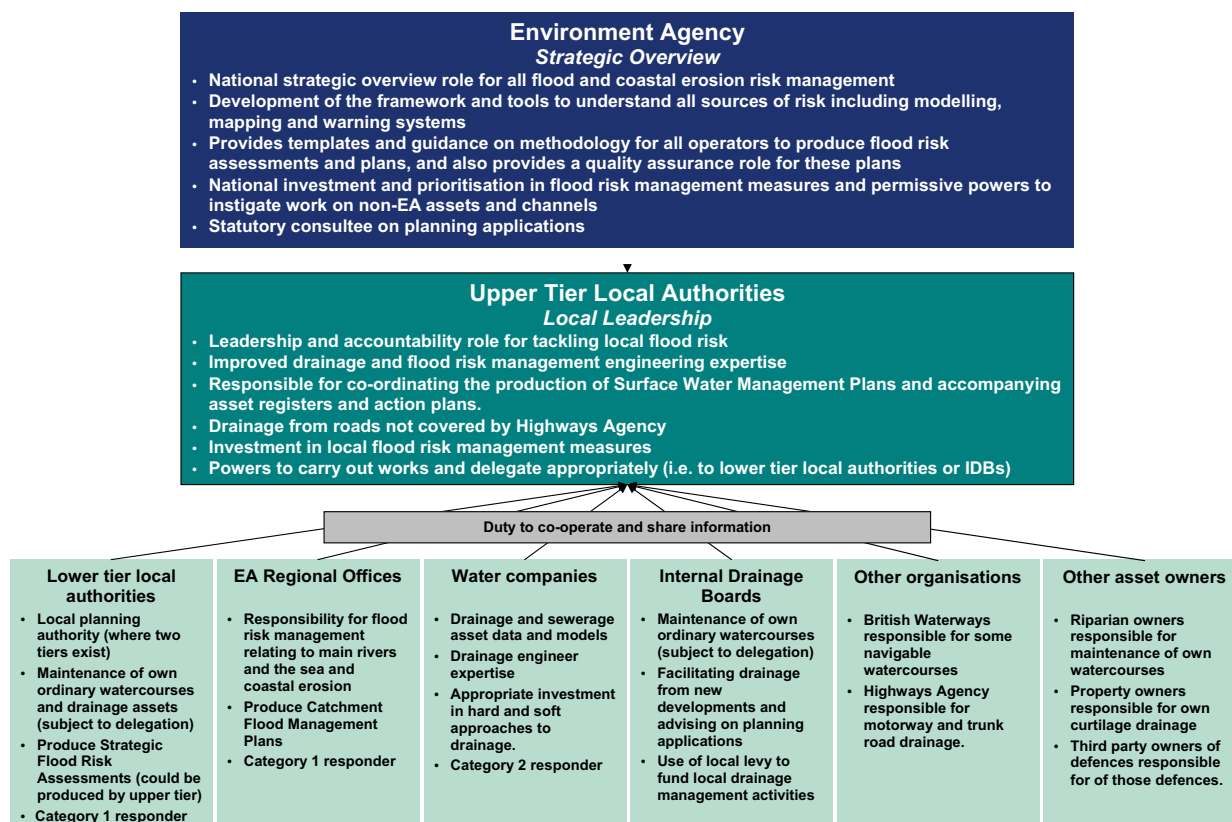 Environment Agency
Strategic Overview
• National strategic overview role for all flood and coastal erosion risk management
• Development of the framework and tools to understand all sources of risk including modelling,
mapping and warning systems
• Provides templates and guidance on methodology for all operators to produce flood risk
assessments and plans, and also provides a quality assurance role for these plans
• National investment and prioritisation in flood risk management measures and permissive powers to
instigate work on non-EA assets and channels
• Statutory consultee on planning applications
Upper Tier Local Authorities
Local Leadership
• Leadership and accountability role for tackling local flood risk
• Improved drainage and flood risk management engineering expertise
• Responsible for co-ordinating the production of Surface Water Management Plans and accompanying
asset registers and action plans.
• Drainage from roads not covered by Highways Agency
• Investment in local flood risk management measures
• Powers to carry out works and delegate appropriately (i.e. to lower tier local authorities or IDBs)
Duty to co-operate and share information
Lower tier local
authorities
• Local planning
authority (where two
tiers exist)
• Maintenance of own
ordinary watercourses
and drainage assets
(subject to delegation)
• Produce Strategic
Flood Risk
Assessments (could be
produced by upper tier)
• Category 1 responder
EA Regional Offices
• Responsibility for flood
risk management
relating to main rivers
and the sea and
coastal erosion
• Produce Catchment
Flood Management
Plans
• Category 1 responder
Water companies
• Drainage and sewerage
asset data and models
• Drainage engineer
expertise
• Appropriate investment
in hard and soft
approaches to
drainage.
• Category 2 responder
Internal Drainage
Boards
• Maintenance of own
ordinary watercourses
(subject to delegation)
• Facilitating drainage
from new
developments and
advising on planning
applications
• Use of local levy to
fund local drainage
management activities
Other organisations
• British Waterways
responsible for some
navigable
watercourses
• Highways Agency
responsible for
motorway and trunk
road drainage.
Other asset owners
• Riparian owners
responsible for
maintenance of own
watercourses
• Property owners
responsible for own
curtilage drainage
• Third party owners of
defences responsible
for of those defences.